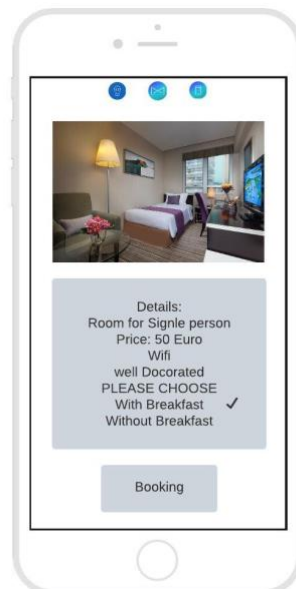 Details:
Room for Signle person
Price: 50 Euro
Wifi
well Docorated
PLEASE CHOOSE
With Breakfast ✓
Without Breakfast
Booking